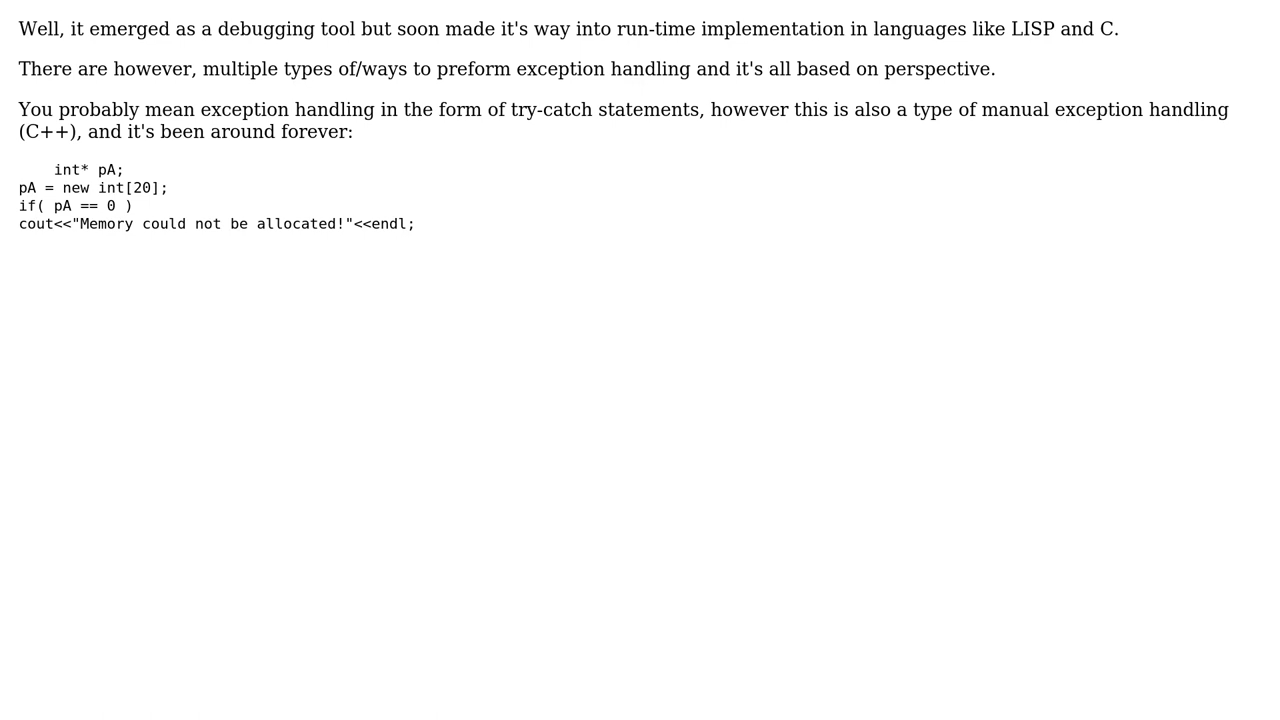 Well, it emerged as a debugging tool but soon made it's way into run-time implementation in languages like LISP and C.
There are however, multiple types of/ways to preform exception handling and it's all based on perspective.
You probably mean exception handling in the form of try-catch statements, however this is also a type of manual exception handling
(C++), and it's been around forever:
    int* pA;
pA = new int[20];
if( pA == 0 )
cout<<"Memory could not be allocated!"<<endl;